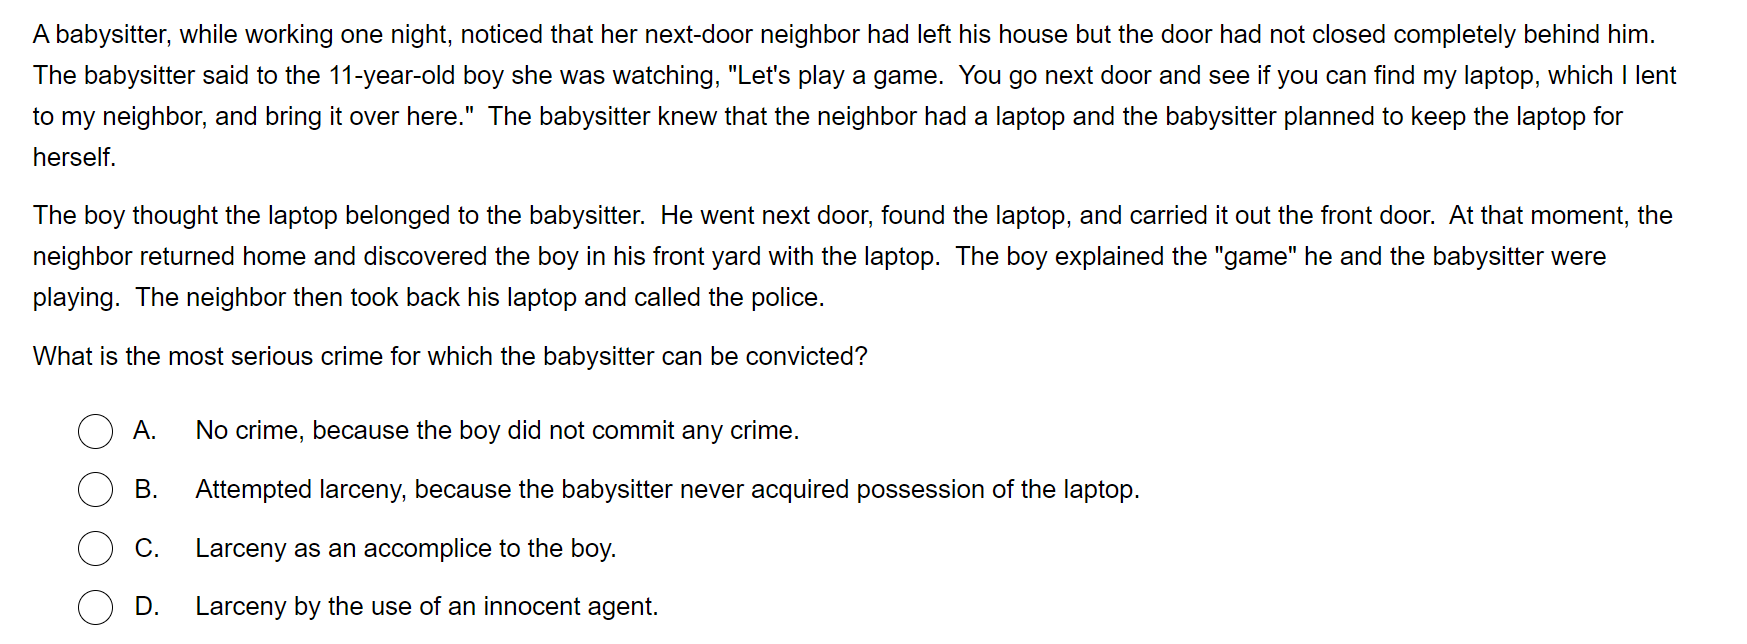 A babysitter, while working one night, noticed that her next-door neighbor had left his house but the door had not closed completely behind him.
The babysitter said to the 11-year-old boy she was watching, "Let's play a game.  You go next door and see if you can find my laptop, which I lent
to my neighbor, and bring it over here."  The babysitter knew that the neighbor had a laptop and the babysitter planned to keep the laptop for
herself.
The boy thought the laptop belonged to the babysitter.  He went next door, found the laptop, and carried it out the front door.  At that moment, the
neighbor returned home and discovered the boy in his front yard with the laptop.  The boy explained the "game" he and the babysitter were
playing.  The neighbor then took back his laptop and called the police.
What is the most serious crime for which the babysitter can be convicted?
A. No crime, because the boy did not commit any crime.
B. Attempted larceny, because the babysitter never acquired possession of the laptop.
C. Larceny as an accomplice to the boy.
D. Larceny by the use of an innocent agent.